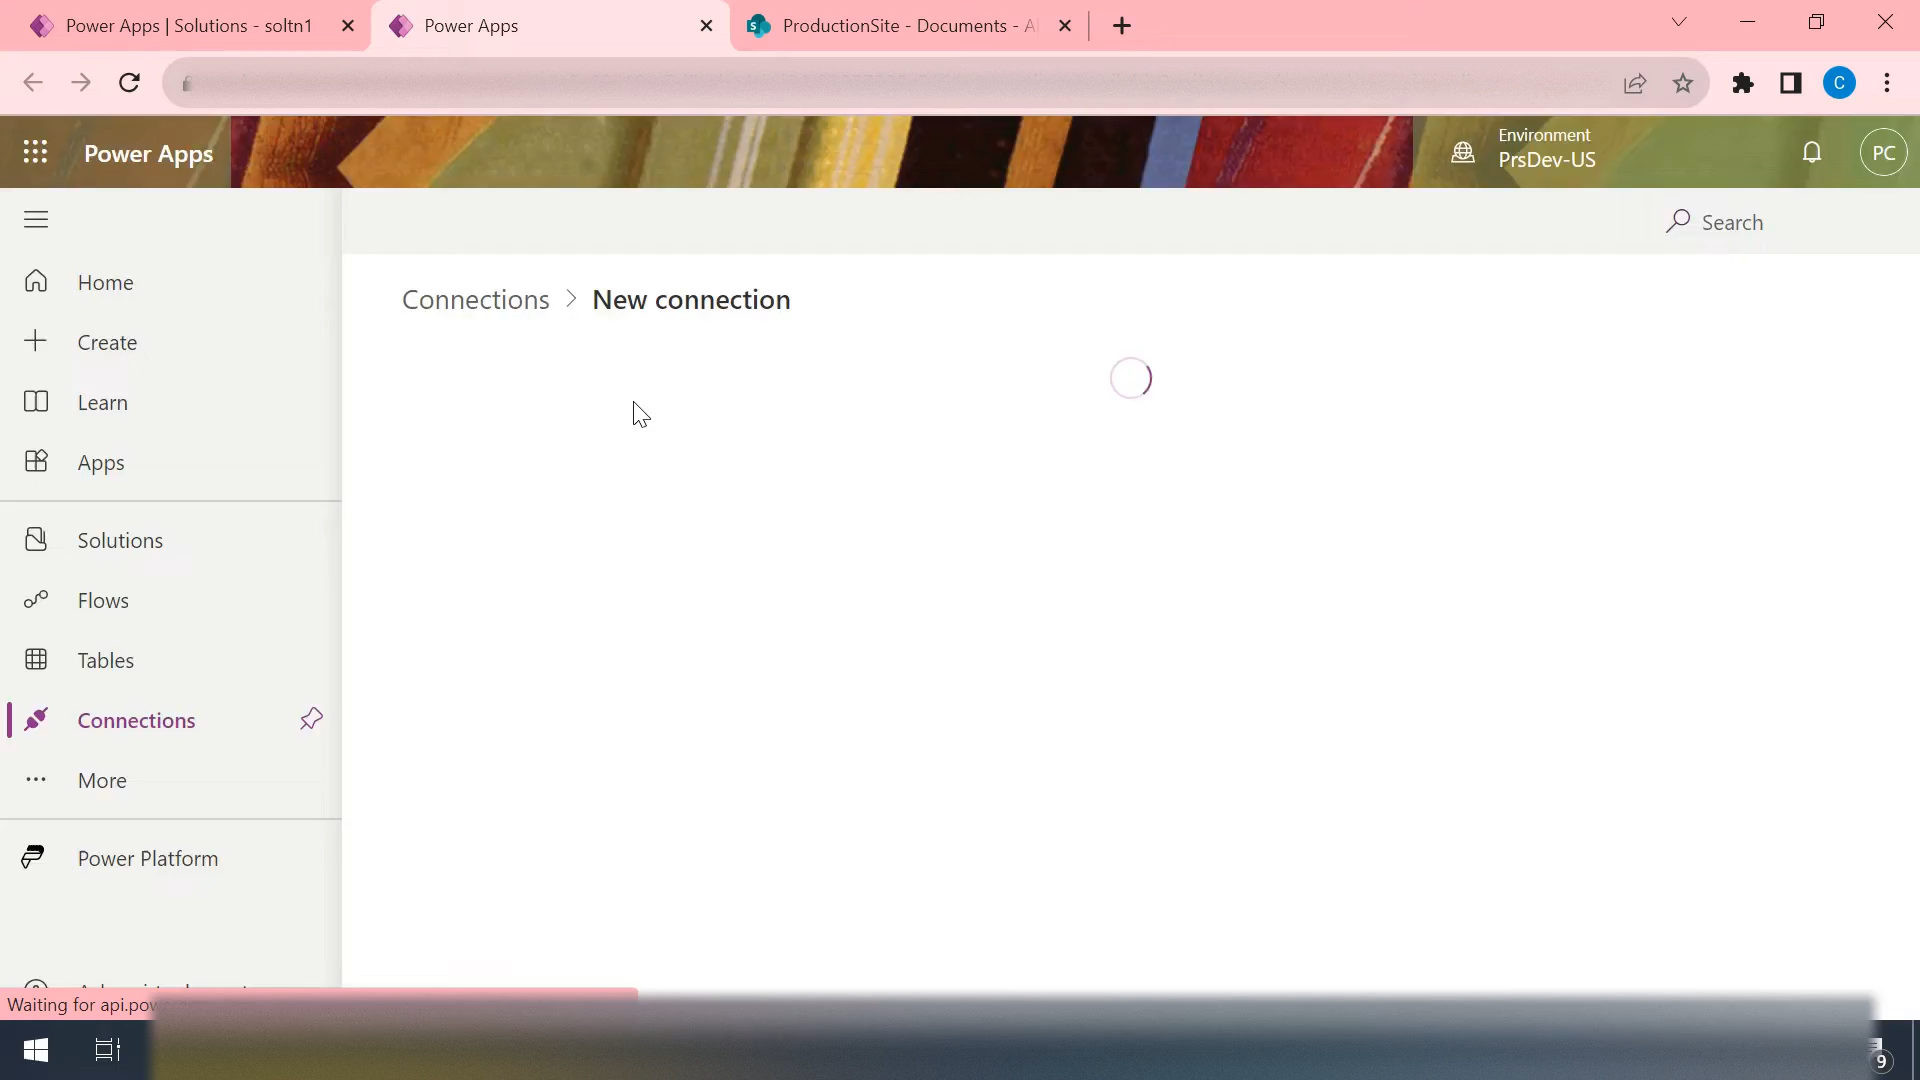 Power Apps | Solutions - soltn1
Power Apps
ProductionSite - Documents - Al
C
Power Apps
Environment
PrsDev-US
PC
Search
Home
Connections
New connection
Create
Learn
Apps
Solutions
Flows
Tables
Connections
More
Power Platform
Waiting for api.pow
9